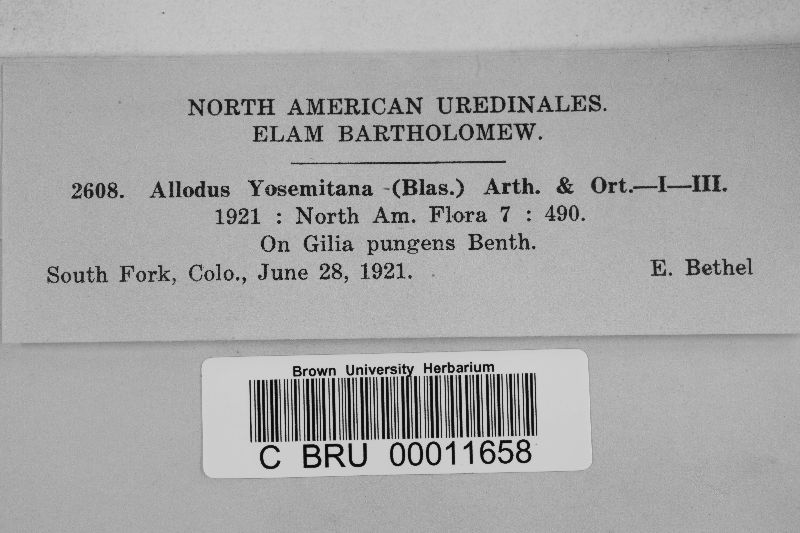 NORTH AMERICAN UREDINALES.
ELAM BARTHOLOMEW.
2608. Allodus Yosemitana (Blas.) Arth. & Ort.—I—III.
1921 : North Am. Flora 7 : 490.
On Gilia pungens Benth.
South Fork, Colo., June 28, 1921. E. Bethel
Brown University Herbarium
C BRU 00011658